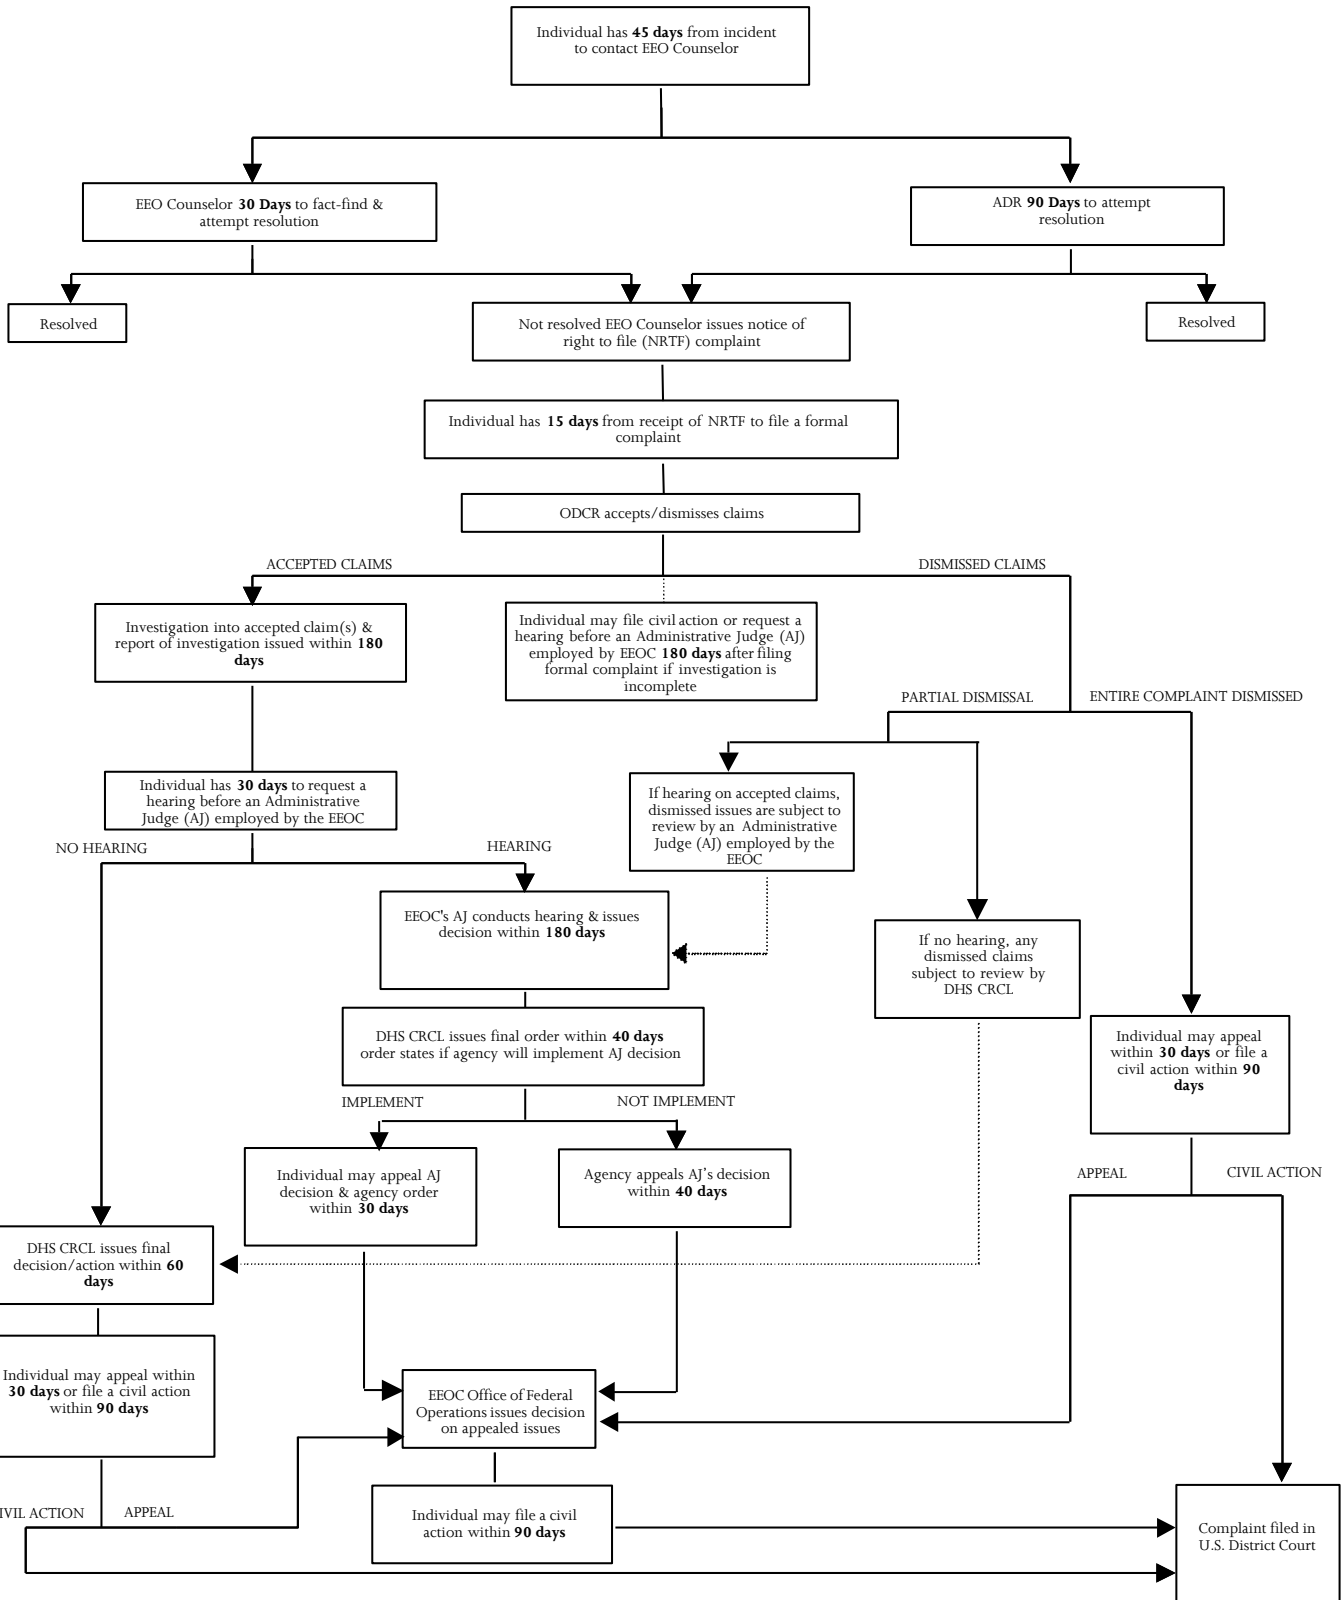 Individual has 45 days from incident
to contact EEO Counselor
EEO Counselor 30 Days to fact-find &
attempt resolution
ADR 90 Days to attempt
resolution
Resolved
Not resolved EEO Counselor issues notice of
right to file (NRTF) complaint
Resolved
Individual has 15 days from receipt of NRTF to file a formal
complaint
ODCR accepts/dismisses claims
ACCEPTED CLAIMS
DISMISSED CLAIMS
Investigation into accepted claim(s) &
report of investigation issued within 180
days
Individual may file civil action or request a
hearing before an Administrative Judge (AJ)
employed by EEOC 180 days after filing
formal complaint if investigation is
incomplete
PARTIAL DISMISSAL
ENTIRE COMPLAINT DISMISSED
Individual has 30 days to request a
hearing before an Administrative
Judge (AJ) employed by the EEOC
If hearing on accepted claims,
dismissed issues are subject to
review by an Administrative
Judge (AJ) employed by the
EEOC
NO HEARING
HEARING
EEOC's AJ conducts hearing & issues
decision within 180 days
If no hearing, any
dismissed claims
subject to review by
DHS CRCL
DHS CRCL issues final order within 40 days
order states if agency will implement AJ decision
Individual may appeal
within 30 days or file a
civil action within 90
days
IMPLEMENT
NOT IMPLEMENT
Individual may appeal AJ
decision & agency order
within 30 days
Agency appeals AJ's decision
within 40 days
APPEAL
CIVIL ACTION
DHS CRCL issues final
decision/action within 60
days
Individual may appeal within
30 days or file a civil action
within 90 days
EEOC Office of Federal
Operations issues decision
on appealed issues
IVIL ACTION
APPEAL
Individual may file a civil
action within 90 days
Complaint filed in
U.S. District Court